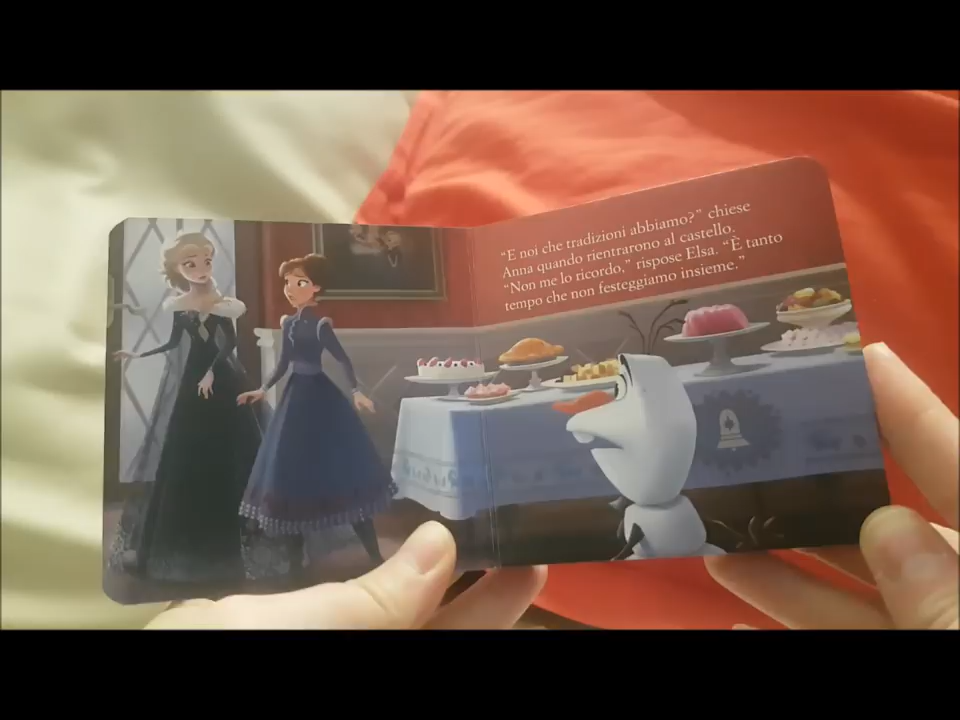 “E noi che tradizioni abbiamo?” chiese
Anna quando rientrarono al castello.
“Non me lo ricordo,” rispose Elsa. “È tanto
tempo che non festeggiamo insieme.”